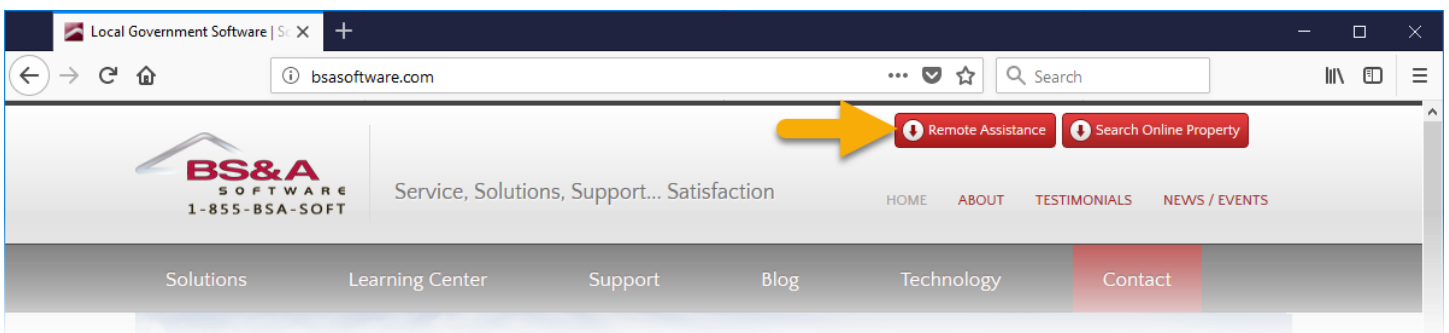 Local Government Software | So
bsasoftware.com
Search
Remote Assistance
Search Online Property
BS&A
SOFTWARE
1-855-BSA-SOFT
Service, Solutions, Support... Satisfaction
HOME ABOUT TESTIMONIALS NEWS / EVENTS
Solutions Learning Center Support Blog Technology Contact